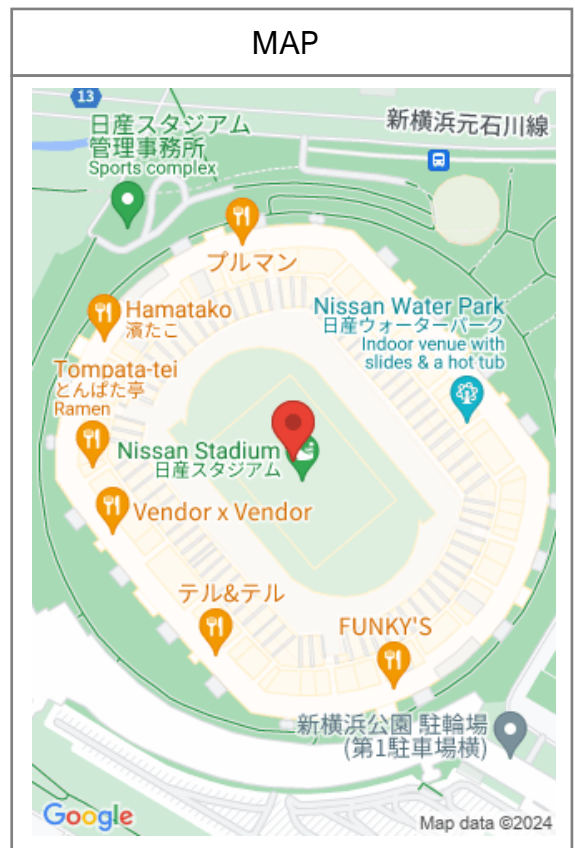 MAP
13
日産スタジアム
管理事務所
Sports complex
新横浜元石川線
プルマン
Hamatako
濱たこ
Nissan Water Park
日産ウォーターパーク
Indoor venue with
slides & a hot tub
Tompata-tei
とんぱた亭
Ramen
Nissan Stadium
日産スタジアム
Vendor x Vendor
テル&テル
FUNKY'S
新横浜公園 駐輪場
(第1駐車場横)
Google
Map data ©2024